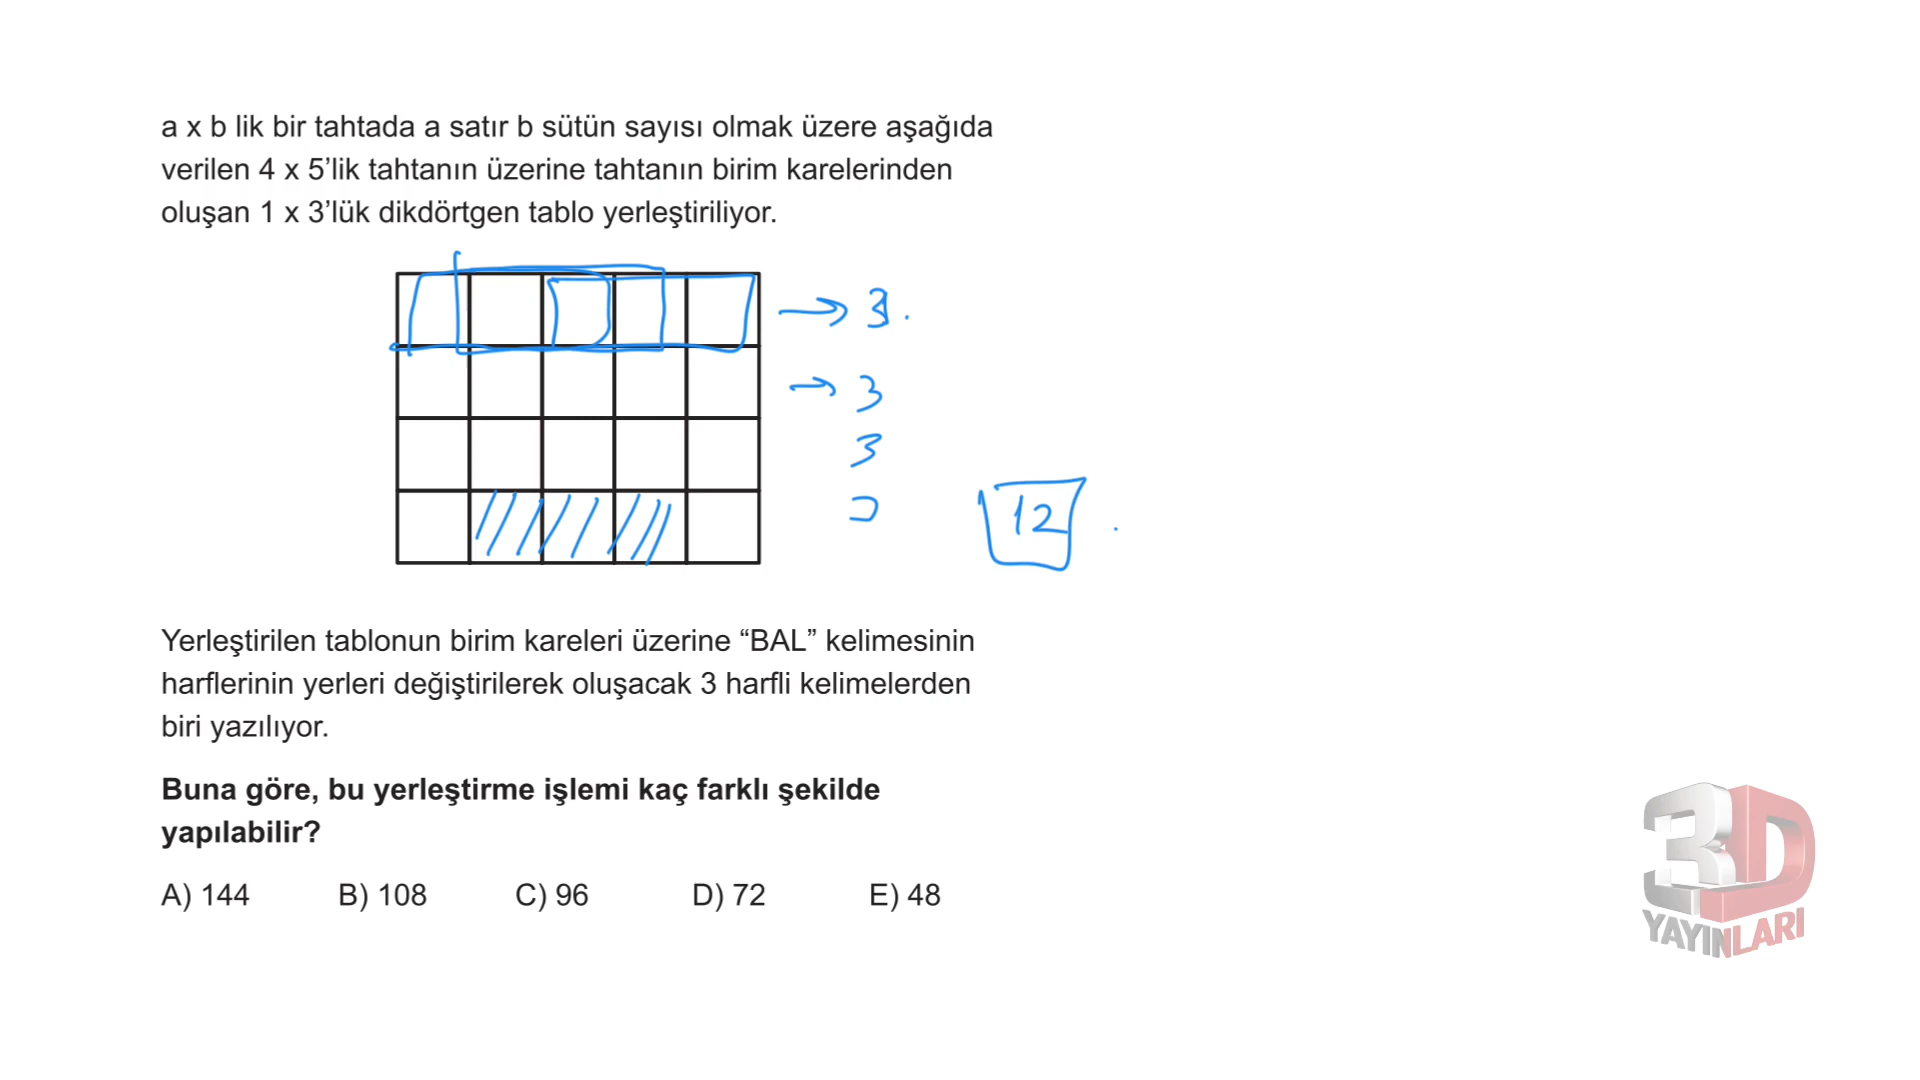 a x b lik bir tahtada a satır b sütün sayısı olmak üzere aşağıda
verilen 4 x 5’lik tahtanın üzerine tahtanın birim karelerinden
oluşan 1 x 3’lük dikdörtgen tablo yerleştiriliyor.
3.
3
3
12
Yerleştirilen tablonun birim kareleri üzerine “BAL” kelimesinin
harflerinin yerleri değiştirilerek oluşacak 3 harfli kelimelerden
biri yazılıyor.
Buna göre, bu yerleştirme işlemi kaç farklı şekilde
yapılabilir?
A) 144 B) 108 C) 96 D) 72 E) 48
3D
YAYINLARI